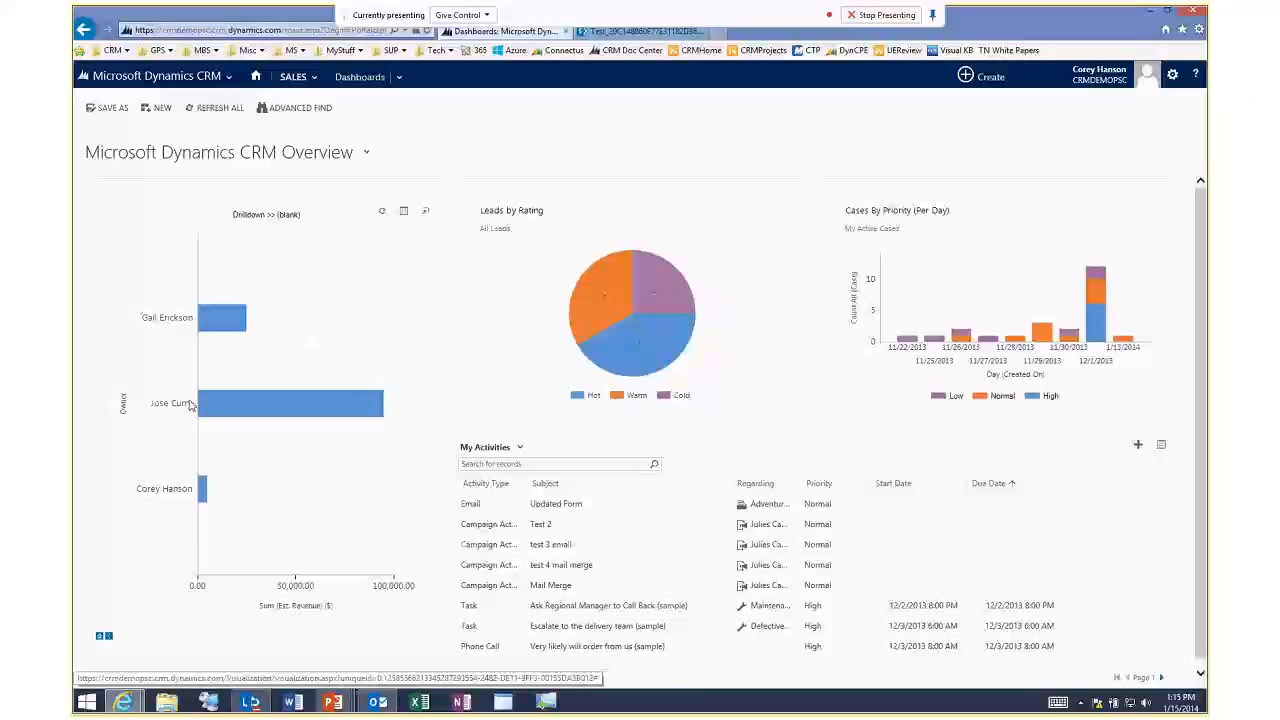 Currently presenting Give Control Stop Presenting
Dashboards: Microsoft Dyn...
CRM GPS MBS Misc MS MyStuff SUP Tech 365 Azure Connectus CRM Doc Center CRMHome CRMProjects CTP DynCPE UEReview Visual KB TN White Papers
Microsoft Dynamics CRM SALES Dashboards Create Corey Hanson
CRMDEMOPSC
?
SAVE AS NEW REFRESH ALL ADVANCED FIND
Microsoft Dynamics CRM Overview
Drilldown >> (blank)
Gail Erickson
Jose Curry
Corey Hanson
Owner
0.00 50,000.00 100,000.00
Sum (Est. Revenue) ($)
Leads by Rating
All Leads
Hot Warm Cold
Cases By Priority (Per Day)
My Active Cases
Count:All (Case)
10
5
0
11/22/2013 11/26/2013 11/28/2013 11/30/2013 1/13/2014
11/25/2013 11/27/2013 11/29/2013 12/1/2013
Day (Created On)
Low Normal High
My Activities
Search for records
Activity Type Subject Regarding Priority Start Date Due Date
Email Updated Form Adventur... Normal
Campaign Act... Test 2 Julies Ca... Normal
Campaign Act... test 3 email Julies Ca... Normal
Campaign Act... test 4 mail merge Julies Ca... Normal
Campaign Act... Mail Merge Julies Ca... Normal
Task Ask Regional Manager to Call Back (sample) Maintena... High 12/2/2013 8:00 PM 12/2/2013 8:00 PM
Task Escalate to the delivery team (sample) Defective... High 12/3/2013 6:00 AM 12/3/2013 6:00 AM
Phone Call Very likely will order from us (sample) High 12/3/2013 8:00 AM 12/3/2013 8:00 AM
Page 1
1:15 PM
1/15/2014